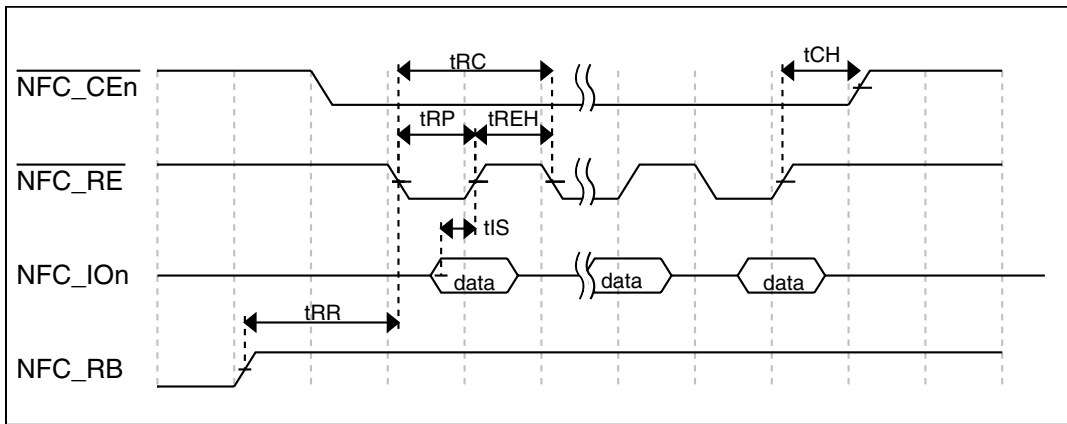 tRC
tCH
NFC_CEn
tRP
tREH
NFC_RE
tIS
NFC_IOn
data
data
data
tRR
NFC_RB